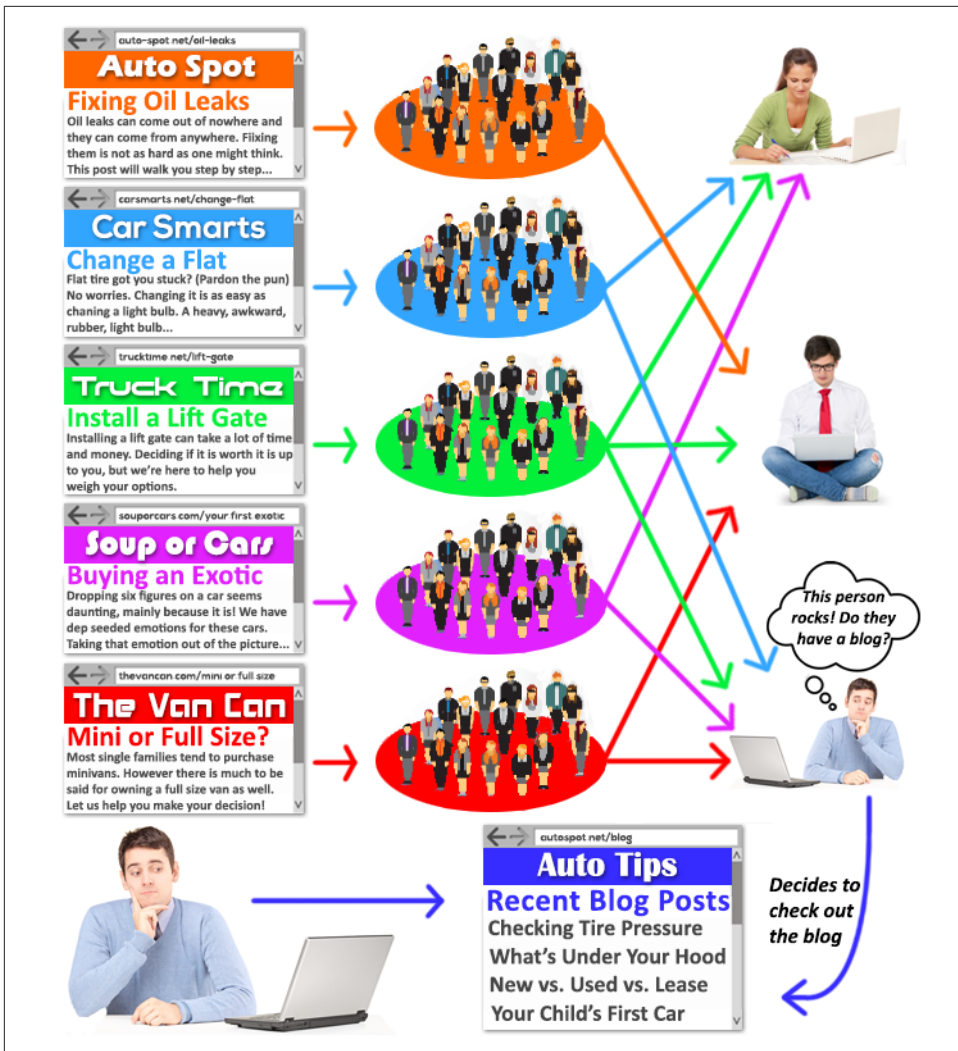 auto-spot net/oil-leaks
Auto Spot
Fixing Oil Leaks
Oil leaks can come out of nowhere and
they can come from anywhere. Fiixing
them is not as hard as one might think.
This post will walk you step by step...
carsmarts net/change-flat
Car Smarts
Change a Flat
Flat tire got you stuck? (Pardon the pun)
No worries. Changing it is as easy as
chaning a light bulb. A heavy, awkward,
rubber, light bulb...
trucktime net/lift-gate
Truck Time
Install a Lift Gate
Installing a lift gate can take a lot of time
and money. Deciding if it is worth it is up
to you, but we're here to help you
weigh your options.
souporcars com/your first exotic
Soup or Cars
Buying an Exotic
Dropping six figures on a car seems
daunting, mainly because it is! We have
dep seeded emotions for these cars.
Taking that emotion out of the picture...
This person
rocks! Do they
have a blog?
thevancan com/mini or full size
The Van Can
Mini or Full Size?
Most single families tend to purchase
minivans. However there is much to be
said for owning a full size van as well.
Let us help you make your decision!
autospot net/blog
Auto Tips
Recent Blog Posts
Checking Tire Pressure
What's Under Your Hood
New vs. Used vs. Lease
Your Child's First Car
Decides to
check out
the blog